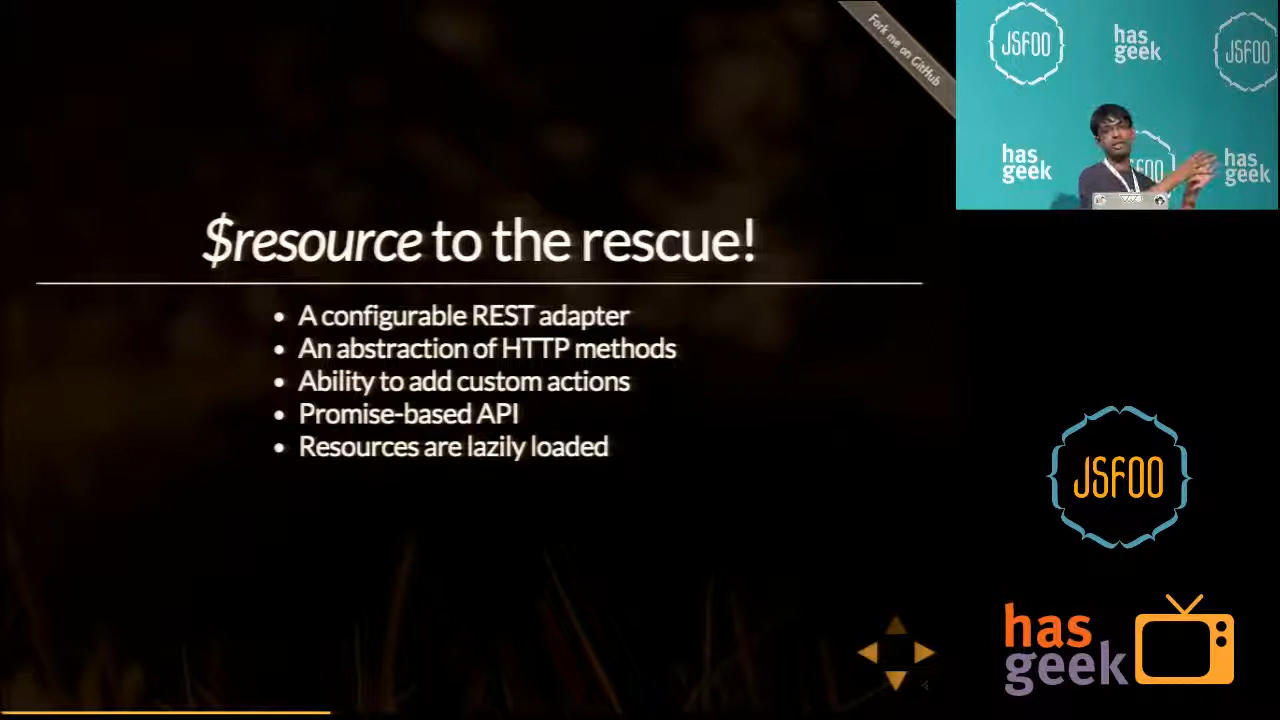 Fork me on GitHub
$resource to the rescue!
A configurable REST adapter
An abstraction of HTTP methods
Ability to add custom actions
Promise-based API
Resources are lazily loaded
JSFOO
has
geek
JSFOO
has
geek
FOO
has
geek
JSFOO
has
geek